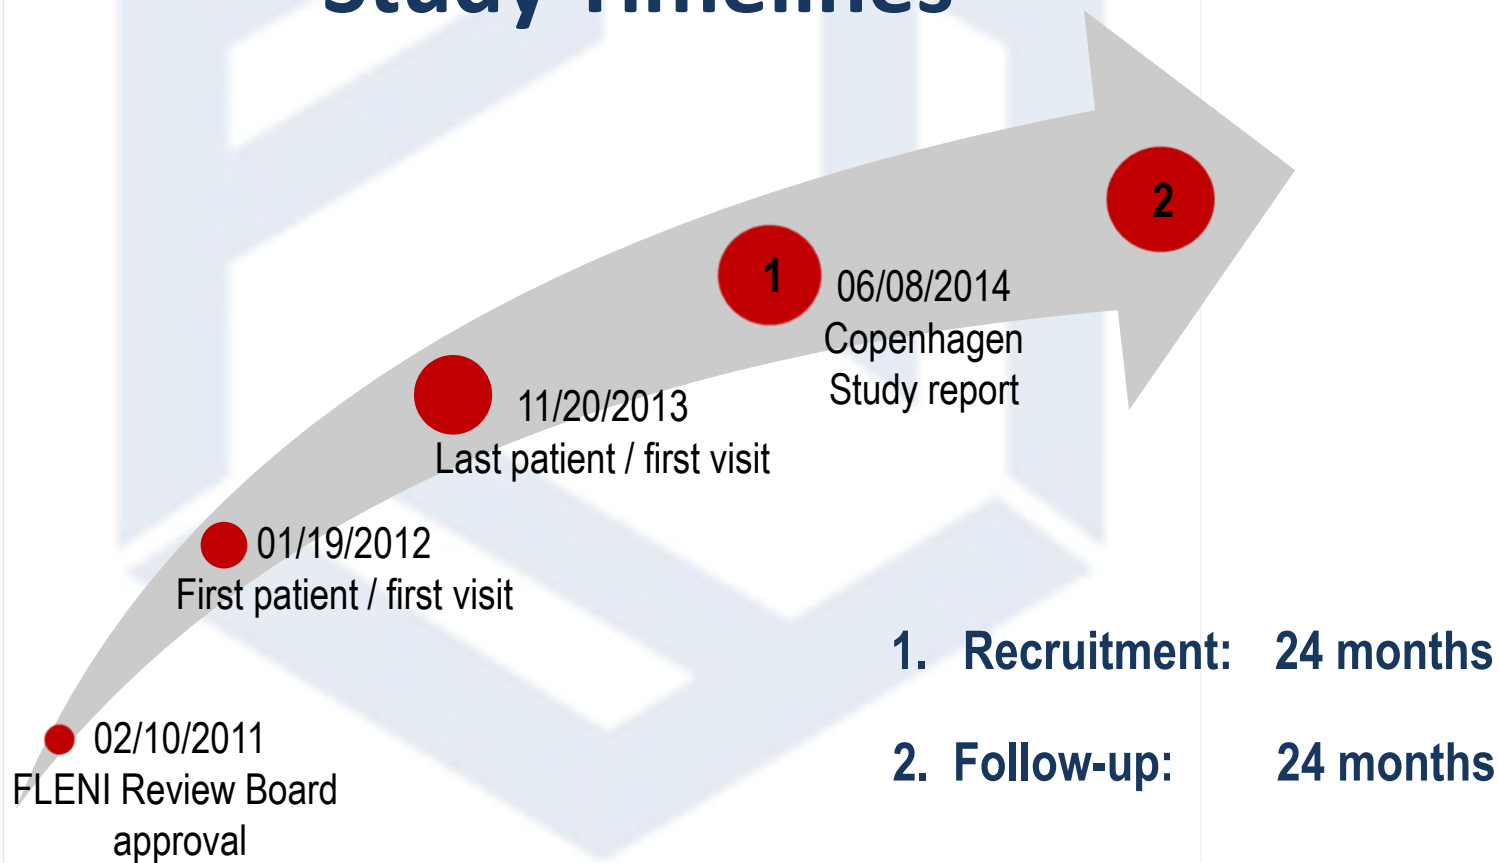 Study Timelines
2
1
06/08/2014
Copenhagen
Study report
11/20/2013
Last patient / first visit
01/19/2012
First patient / first visit
02/10/2011
FLENI Review Board
approval
1. Recruitment: 24 months
2. Follow-up: 24 months